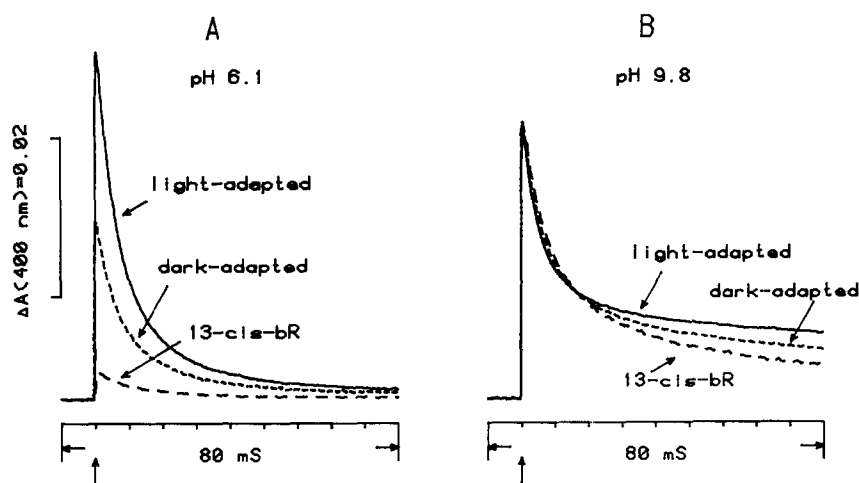 A
pH 6.1
ΔA(400 nm)=0.02
light-adapted
dark-adapted
13-cis-bR
80 mS
B
pH 9.8
light-adapted
dark-adapted
13-cis-bR
80 mS